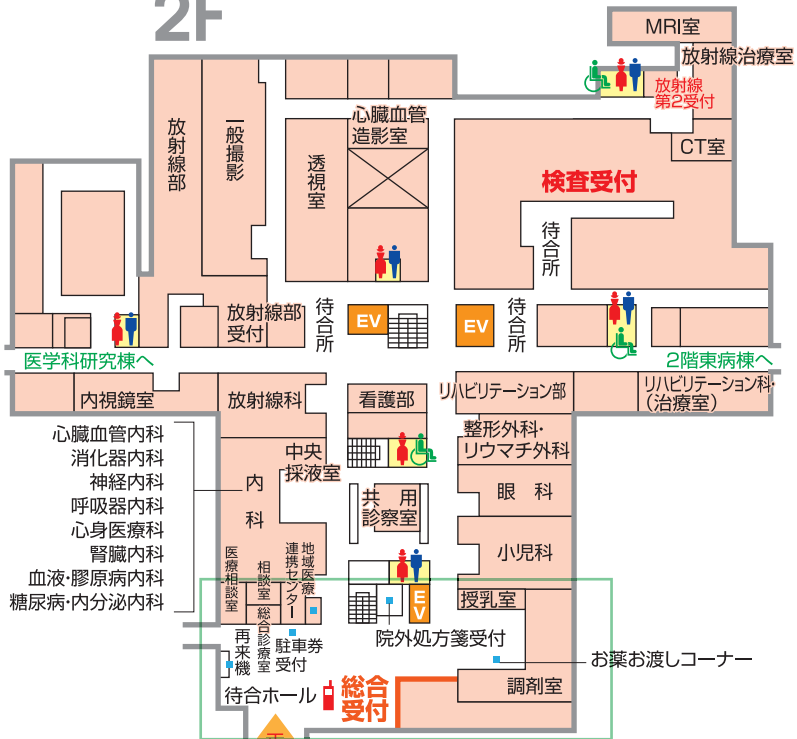 2F
MRI室
放射線治療室
放射線
第2受付
CT室
心臓血管
造影室
放射線部
一般撮影
透視室
検査受付
待合所
放射線部
受付
待合所
EV
EV
待合所
医学科研究棟へ
2階東病棟へ
内視鏡室
放射線科
看護部
リハビリテーション部
リハビリテーション科・
(治療室)
心臓血管内科
消化器内科
神経内科
呼吸器内科
心身医療科
腎臓内科
血液・膠原病内科
糖尿病・内分泌内科
内科
中央
採液室
整形外科・
リウマチ外科
眼科
共用
診察室
小児科
医療相談室
相談室
総合診療室
地域医療
連携センター
EV
授乳室
再来機
駐車券
受付
院外処方箋受付
お薬お渡しコーナー
待合ホール
総合
受付
調剤室